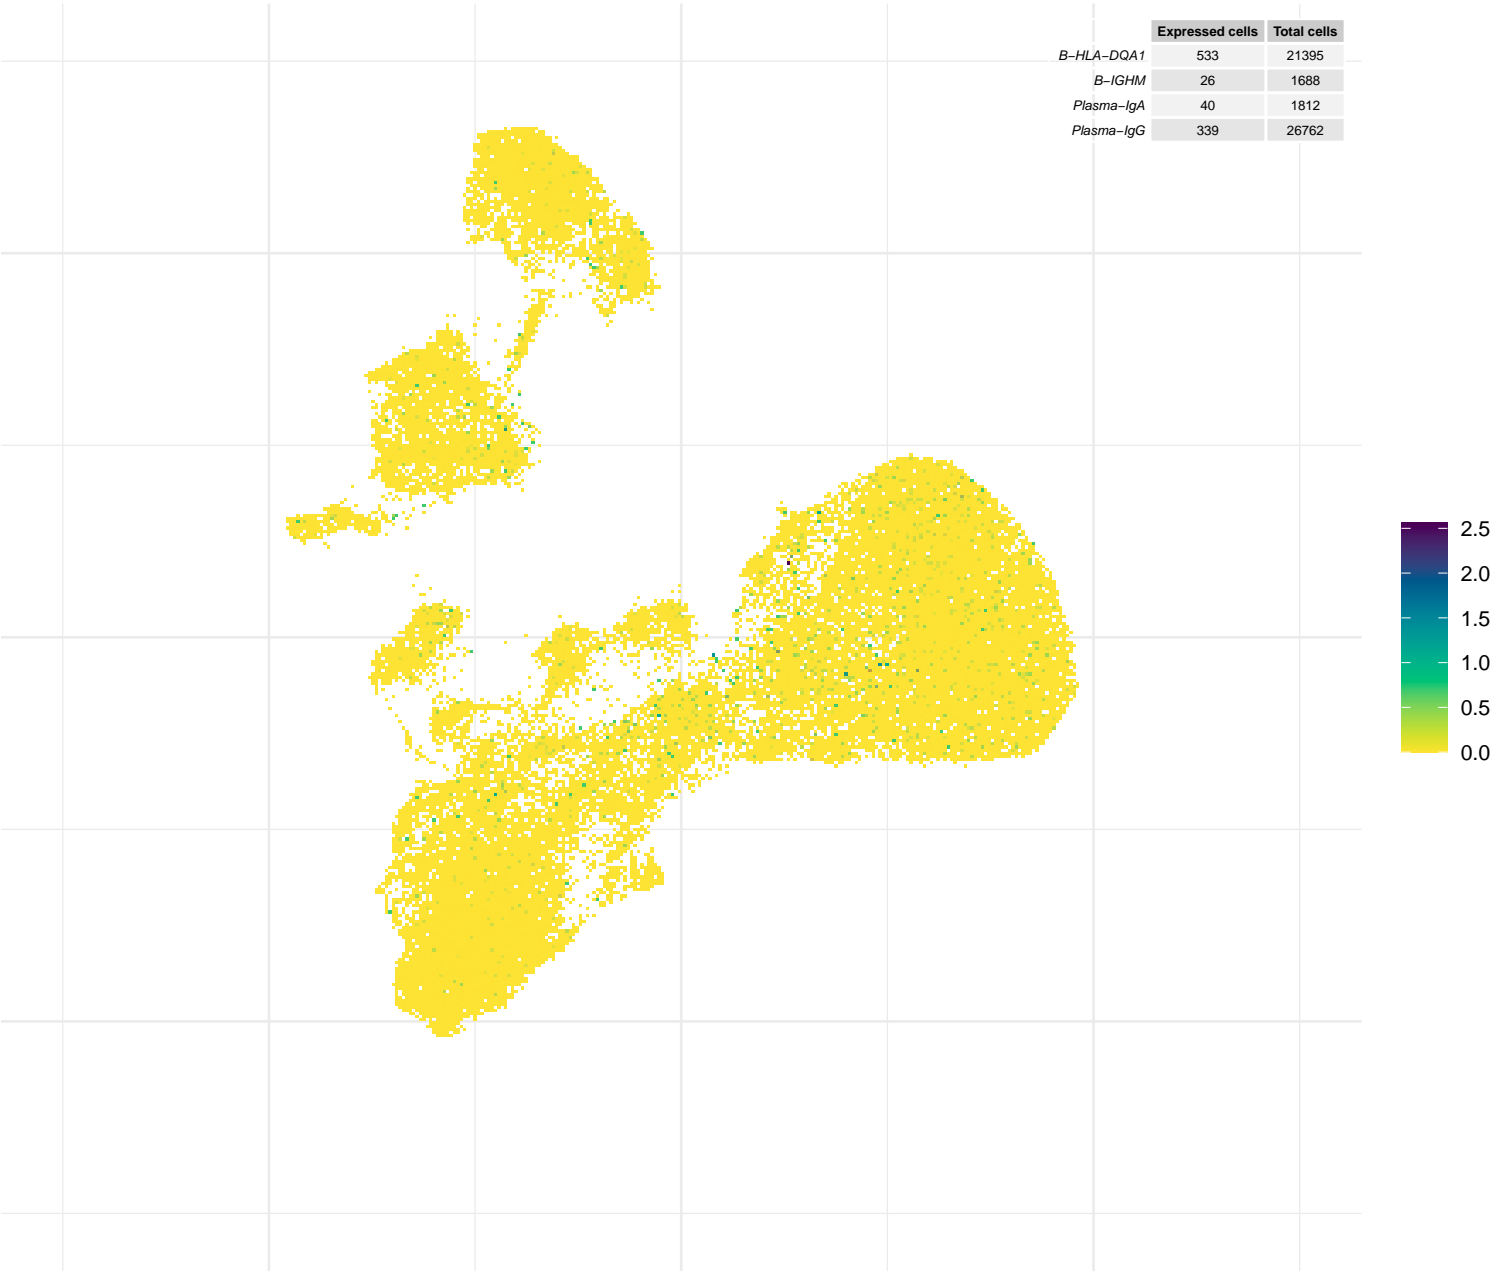 Expressed cells Total cells
B–HLA–DQA1 533 21395
B–IGHM 26 1688
Plasma–IgA 40 1812
Plasma–IgG 339 26762
2.5
2.0
1.5
1.0
0.5
0.0